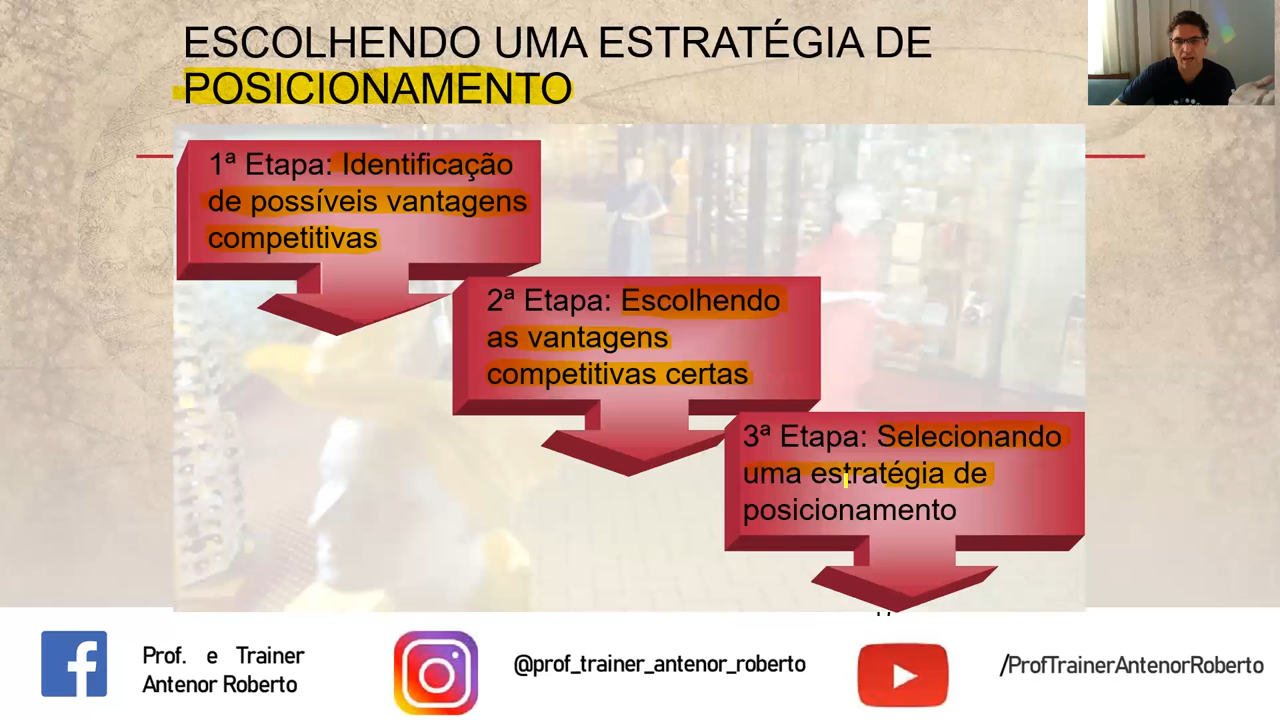 ESCOLHENDO UMA ESTRATÉGIA DE
POSICIONAMENTO
1ª Etapa: Identificação
de possíveis vantagens
competitivas
2ª Etapa: Escolhendo
as vantagens
competitivas certas
3ª Etapa: Selecionando
uma estratégia de
posicionamento
Prof. e Trainer
Antenor Roberto
@prof_trainer_antenor_roberto
/ProfTrainerAntenorRoberto